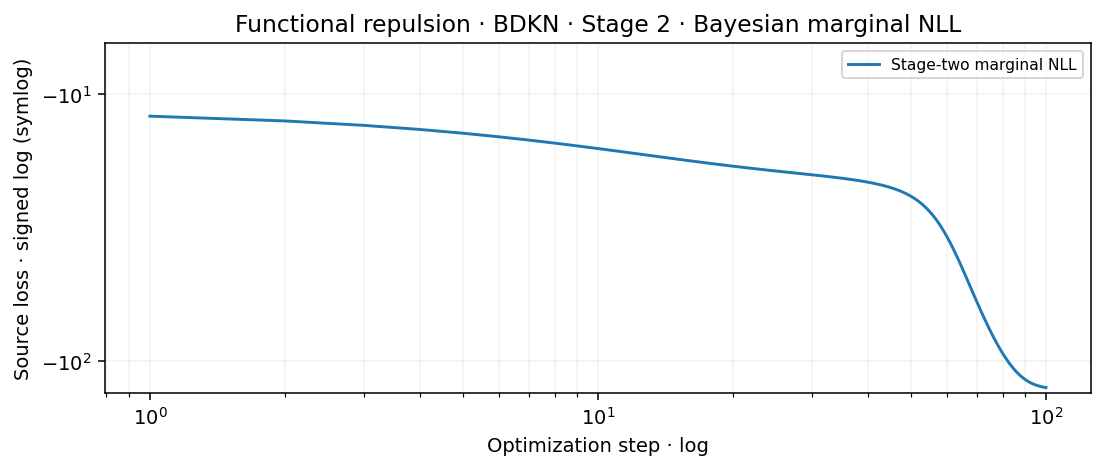 Functional repulsion · BDKN · Stage 2 · Bayesian marginal NLL
Stage-two marginal NLL
Source loss · signed log (symlog)
−10¹
−10²
10⁰
10¹
10²
Optimization step · log